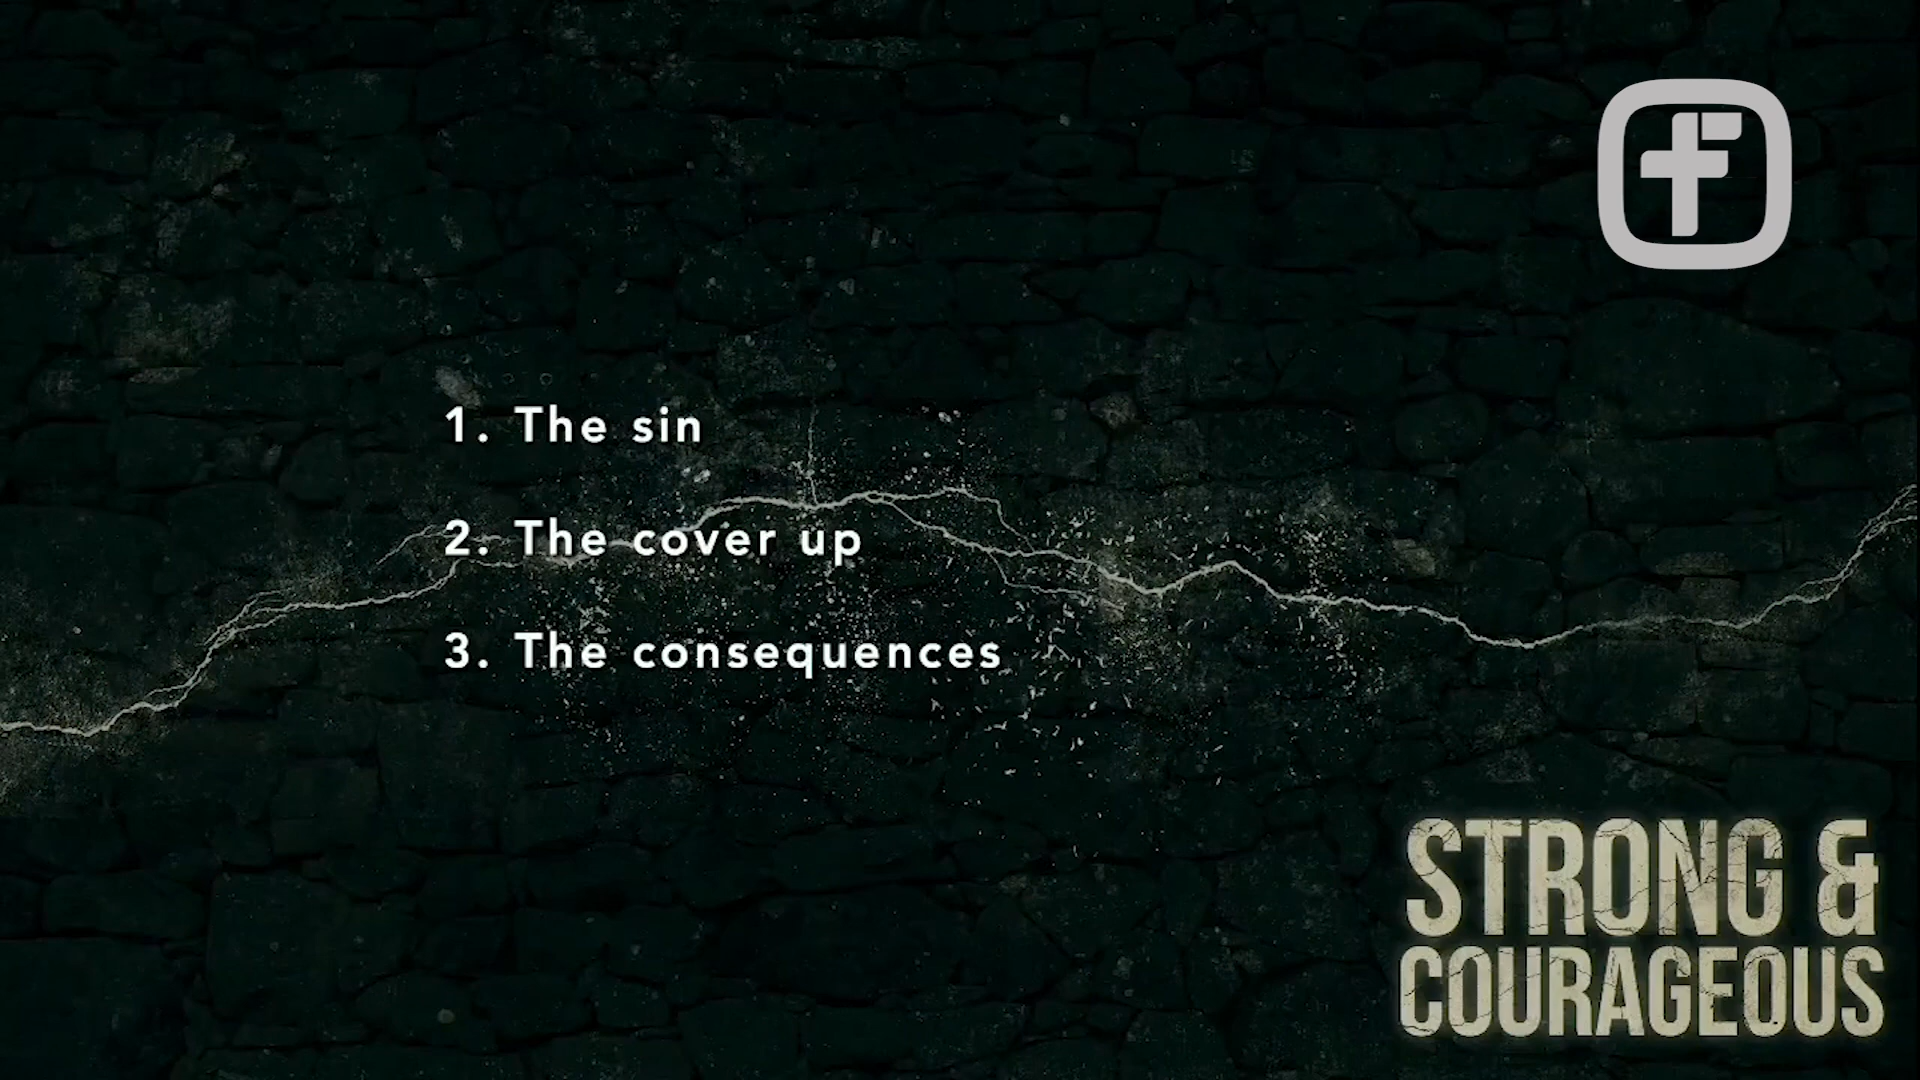 1. The sin
2. The cover up
3. The consequences
STRONG &
COURAGEOUS